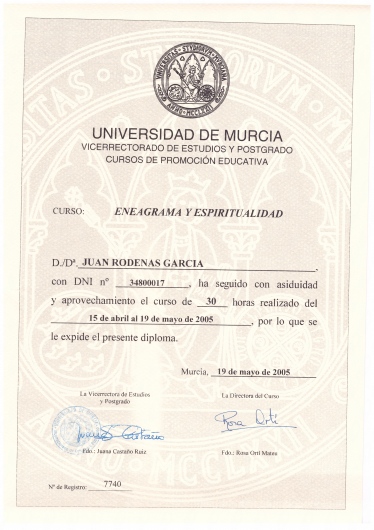 UNIVERSIDAD DE MURCIA
VICERRECTORADO DE ESTUDIOS Y POSTGRADO
CURSOS DE PROMOCIÓN EDUCATIVA
CURSO: ENEAGRAMA Y ESPIRITUALIDAD
D./Dª. JUAN RODENAS GARCIA,
con DNI nº 34800017, ha seguido con asiduidad
y aprovechamiento el curso de 30 horas realizado del
15 de abril al 19 de mayo de 2005, por lo que se
le expide el presente diploma.
Murcia, 19 de mayo de 2005
La Vicerrectora de Estudios
y Postgrado
La Directora del Curso
Rosa Ortí
Fdo.: Juana Castaño Ruiz
Fdo.: Rosa Orti Mateu
Nº de Registro: 7740